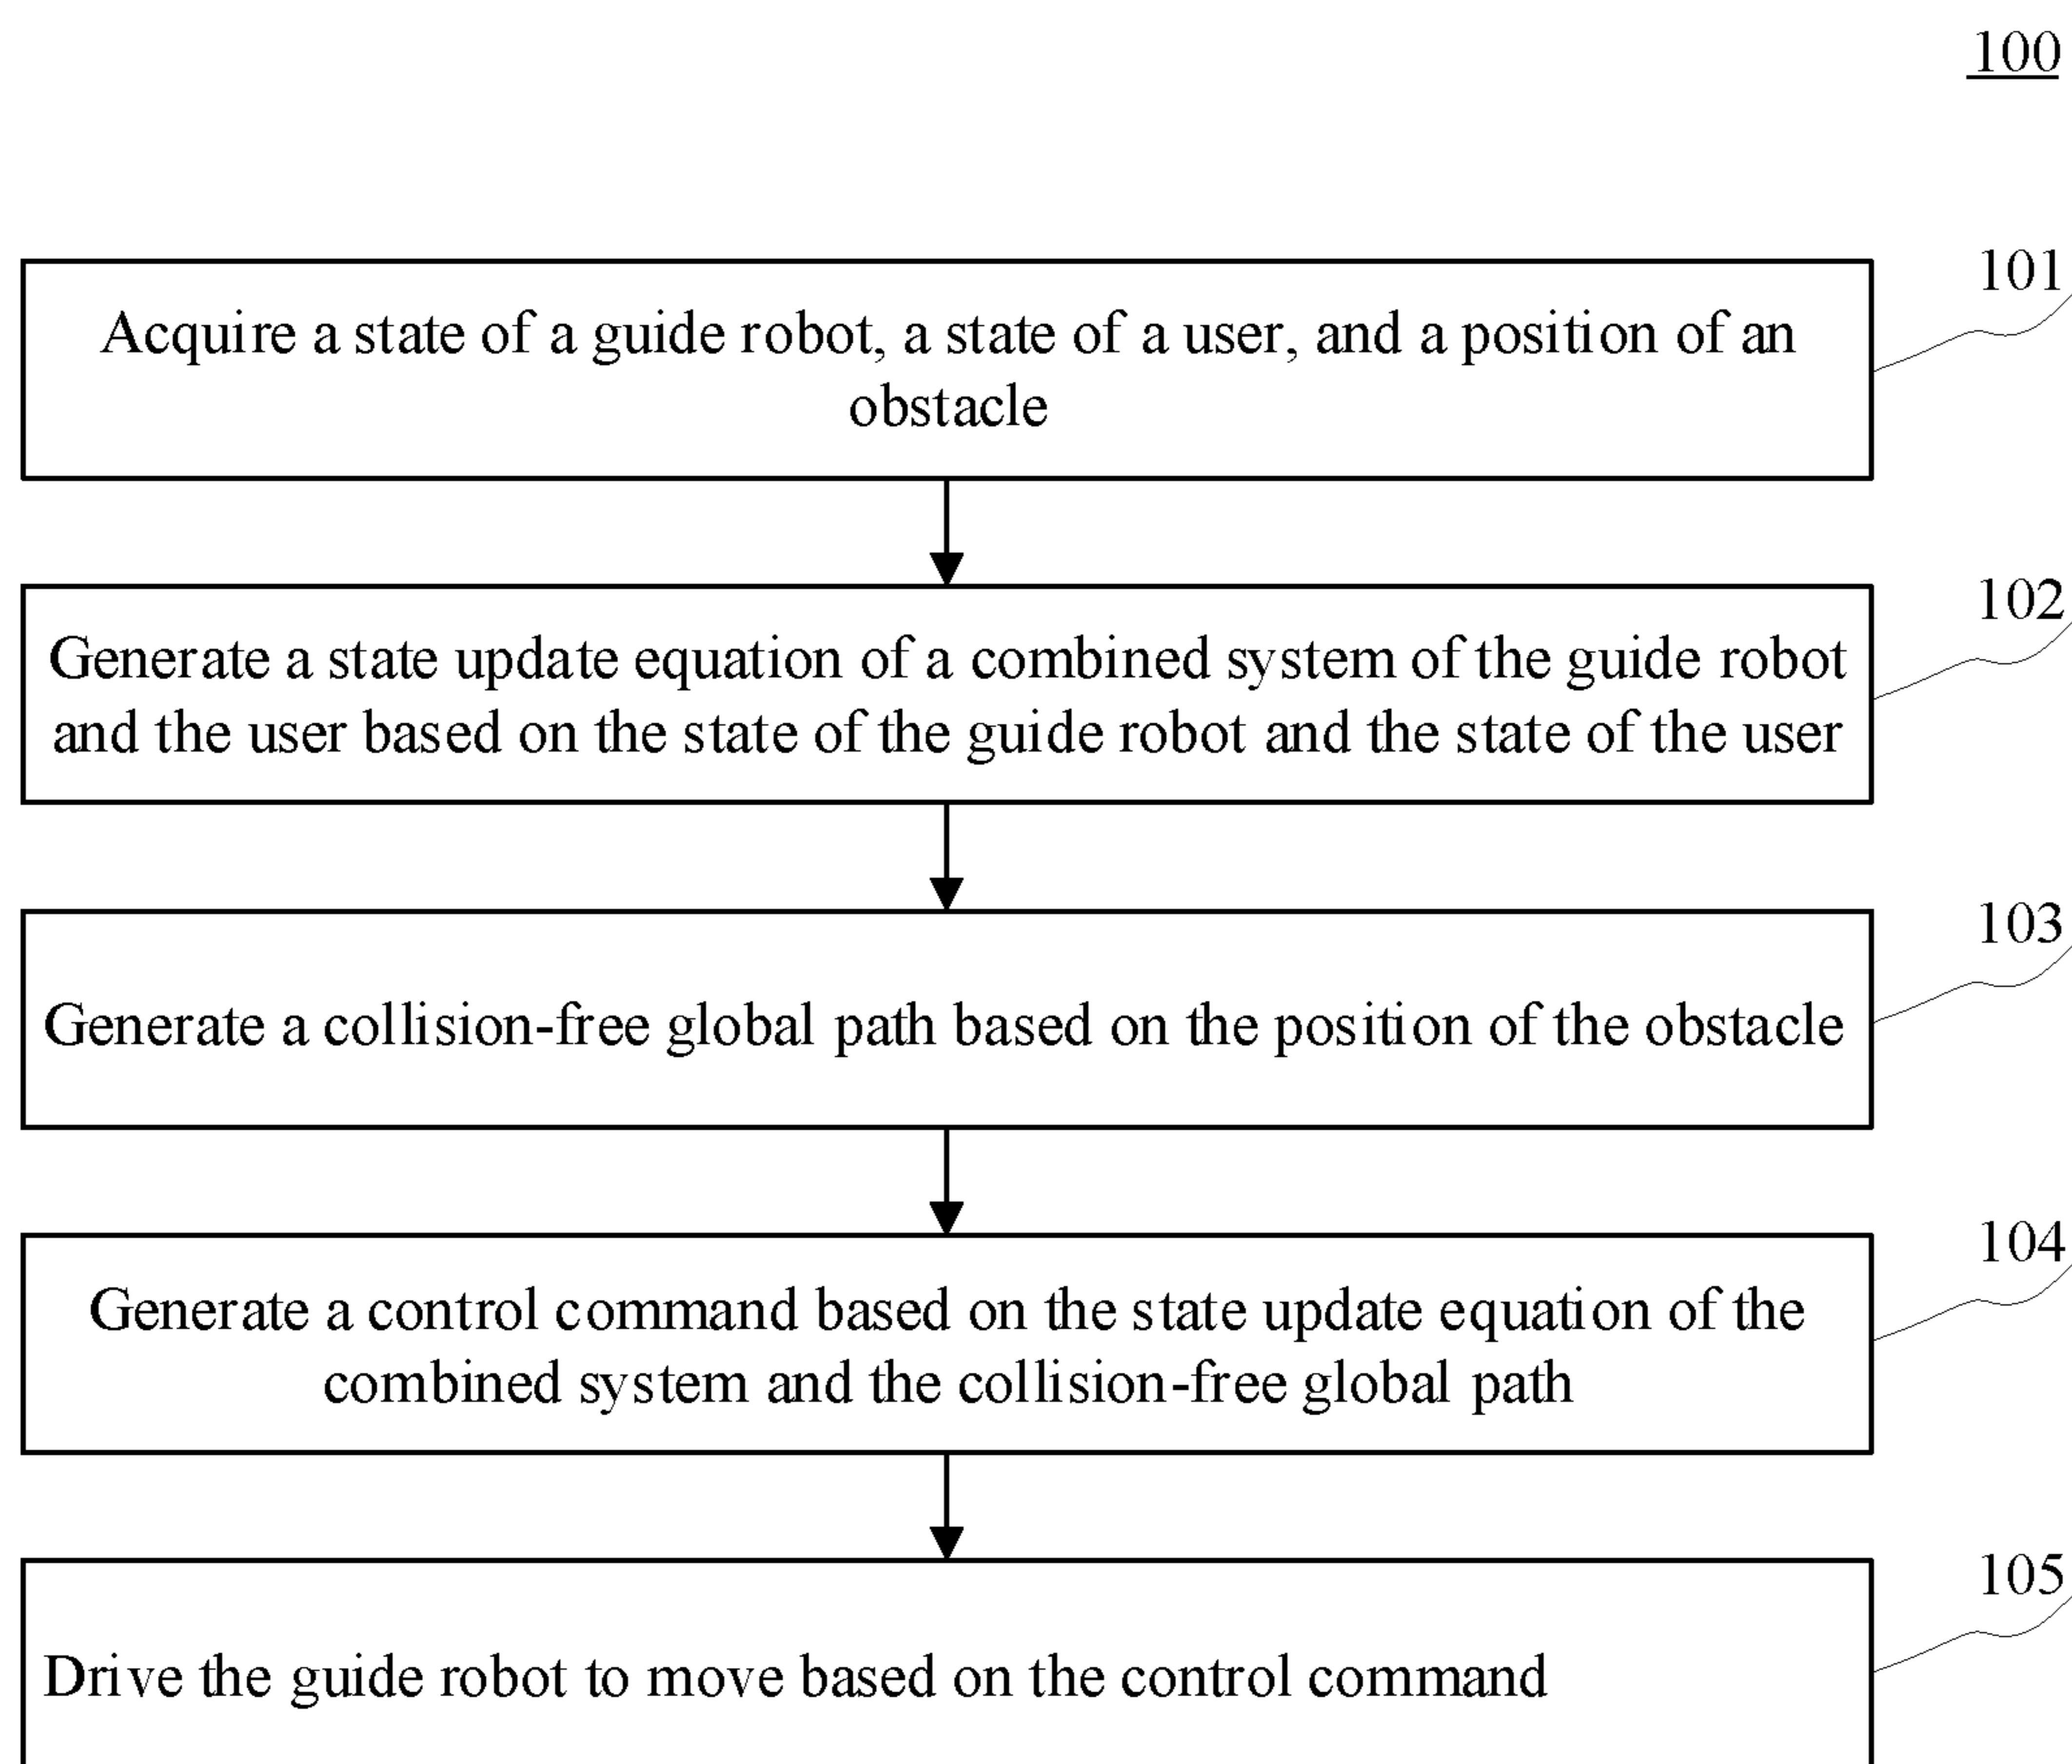 100
101
Acquire a state of a guide robot, a state of a user, and a position of an
obstacle
102
Generate a state update equation of a combined system of the guide robot
and the user based on the state of the guide robot and the state of the user
103
Generate a collision-free global path based on the position of the obstacle
104
Generate a control command based on the state update equation of the
combined system and the collision-free global path
105
Drive the guide robot to move based on the control command